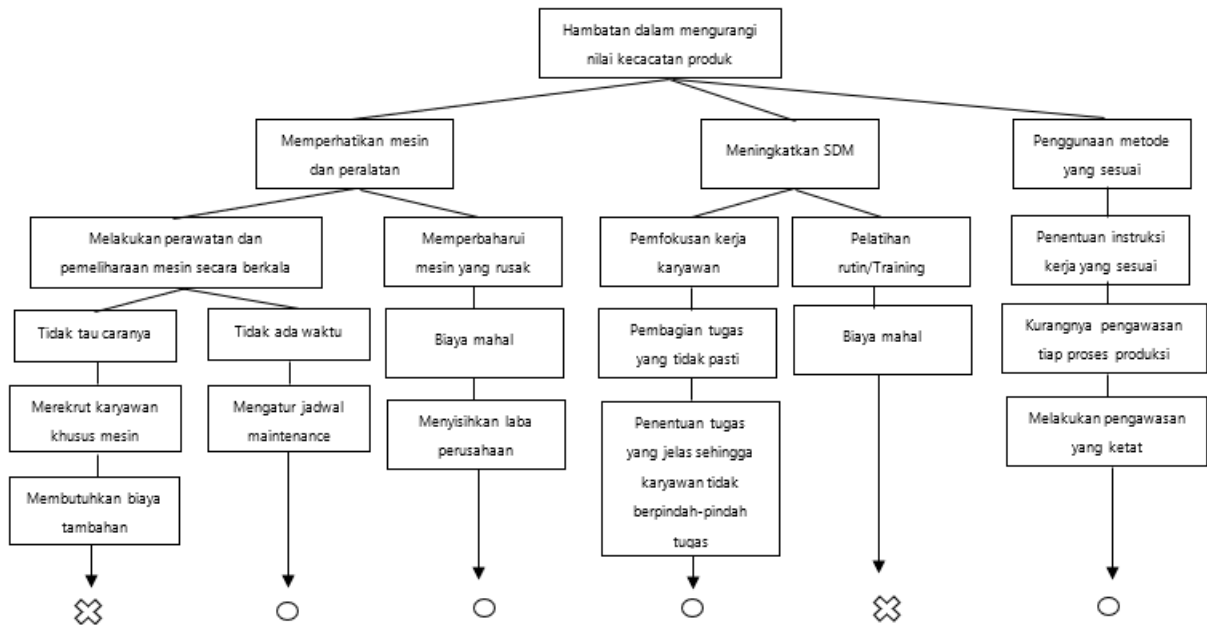 Hambatan dalam mengurangi
nilai kecacatan produk
Memperhatikan mesin
dan peralatan
Meningkatkan SDM
Penggunaan metode
yang sesuai
Melakukan perawatan dan
pemeliharaan mesin secara berkala
Memperbaharui
mesin yang rusak
Pemfokusan kerja
karyawan
Pelatihan
rutin/Training
Penentuan instruksi
kerja yang sesuai
Tidak tau caranya
Tidak ada waktu
Biaya mahal
Pembagian tugas
yang tidak pasti
Biaya mahal
Kurangnya pengawasan
tiap proses produksi
Merekrut karyawan
khusus mesin
Mengatur jadwal
maintenance
Menyisihkan laba
perusahaan
Penentuan tugas
yang jelas sehingga
karyawan tidak
berpindah-pindah
tugas
Melakukan pengawasan
yang ketat
Membutuhkan biaya
tambahan